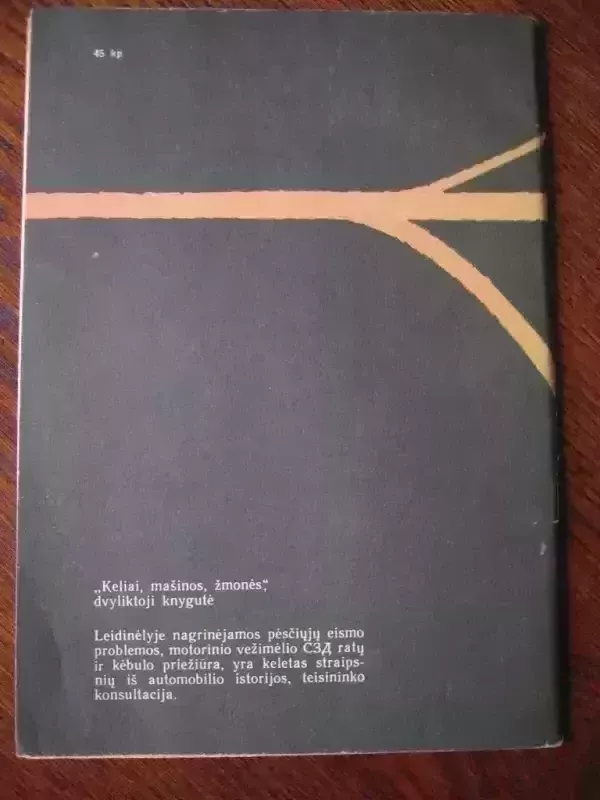 45 kp
„Keliai, mašinos, žmonės“,
dvyliktoji knygutė
Leidinėlyje nagrinėjamos pėsčiųjų eismo
problemos, motorinio vežimėlio СЗД ratų
ir kėbulo priežiūra, yra keletas straips-
nių iš automobilio istorijos, teisininko
konsultacija.